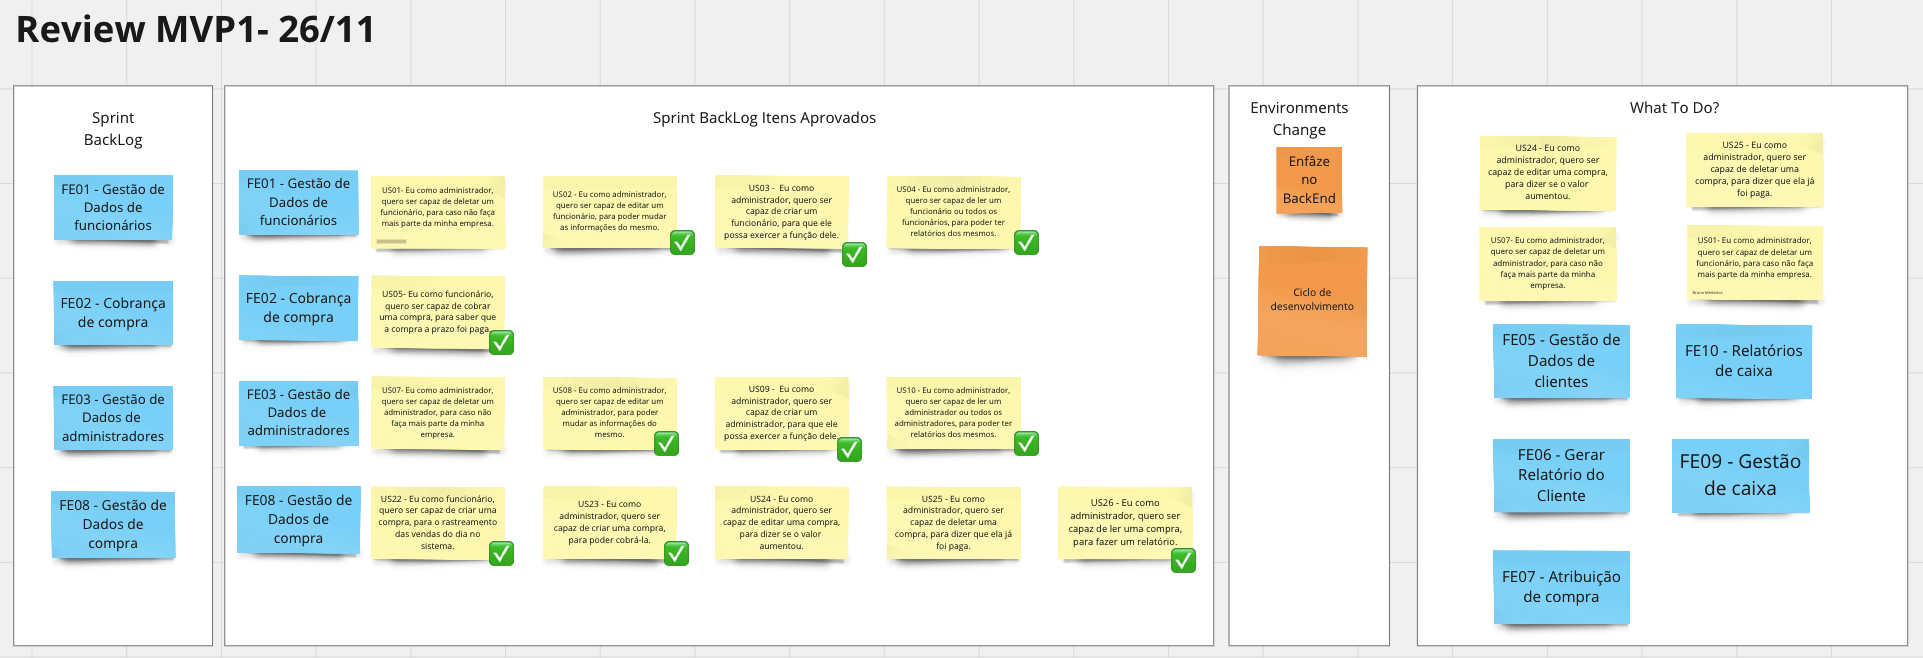 Review MVP1- 26/11
Sprint
BackLog
FE01 - Gestão de
Dados de
funcionários
FE02 - Cobrança
de compra
FE03 - Gestão de
Dados de
administradores
FE08 - Gestão de
Dados de
compra
Sprint BackLog Itens Aprovados
FE01 - Gestão de
Dados de
funcionários
US01- Eu como administrador,
quero ser capaz de deletar um
funcionário, para caso não faça
mais parte da minha empresa.
US02 - Eu como administrador,
quero ser capaz de editar um
funcionário, para poder mudar
as informações do mesmo.
US03 - Eu como
administrador, quero ser
capaz de criar um
funcionário, para que ele
possa exercer a função dele.
US04 - Eu como administrador,
quero ser capaz de ler um
funcionário ou todos os
funcionários, para poder ter
relatórios dos mesmos.
FE02 - Cobrança
de compra
US05- Eu como funcionário,
quero ser capaz de cobrar
uma compra, para saber que
a compra a prazo foi paga.
FE03 - Gestão de
Dados de
administradores
US07- Eu como administrador,
quero ser capaz de deletar um
administrador, para caso não
faça mais parte da minha
empresa.
US08 - Eu como administrador,
quero ser capaz de editar um
administrador, para poder
mudar as informações do
mesmo.
US09 - Eu como
administrador, quero ser
capaz de criar um
administrador, para que ele
possa exercer a função dele.
US10 - Eu como administrador,
quero ser capaz de ler um
administrador ou todos os
administradores, para poder ter
relatórios dos mesmos.
FE08 - Gestão de
Dados de
compra
US22 - Eu como funcionário,
quero ser capaz de criar uma
compra, para o rastreamento
das vendas do dia no
sistema.
US23 - Eu como
administrador, quero ser
capaz de criar uma compra,
para poder cobrá-la.
US24 - Eu como
administrador, quero ser
capaz de editar uma compra,
para dizer se o valor
aumentou.
US25 - Eu como
administrador, quero ser
capaz de deletar uma
compra, para dizer que ela já
foi paga.
US26 - Eu como
administrador, quero ser
capaz de ler uma compra,
para fazer um relatório.
Environments
Change
Enfâze
no
BackEnd
Ciclo de
desenvolvimento
What To Do?
US24 - Eu como
administrador, quero ser
capaz de editar uma compra,
para dizer se o valor
aumentou.
US25 - Eu como
administrador, quero ser
capaz de deletar uma
compra, para dizer que ela já
foi paga.
US07- Eu como administrador,
quero ser capaz de deletar um
administrador, para caso não
faça mais parte da minha
empresa.
US01- Eu como administrador,
quero ser capaz de deletar um
funcionário, para caso não faça
mais parte da minha empresa.
Bruno Medeiros
FE05 - Gestão de
Dados de
clientes
FE10 - Relatórios
de caixa
FE06 - Gerar
Relatório do
Cliente
FE09 - Gestão
de caixa
FE07 - Atribuição
de compra